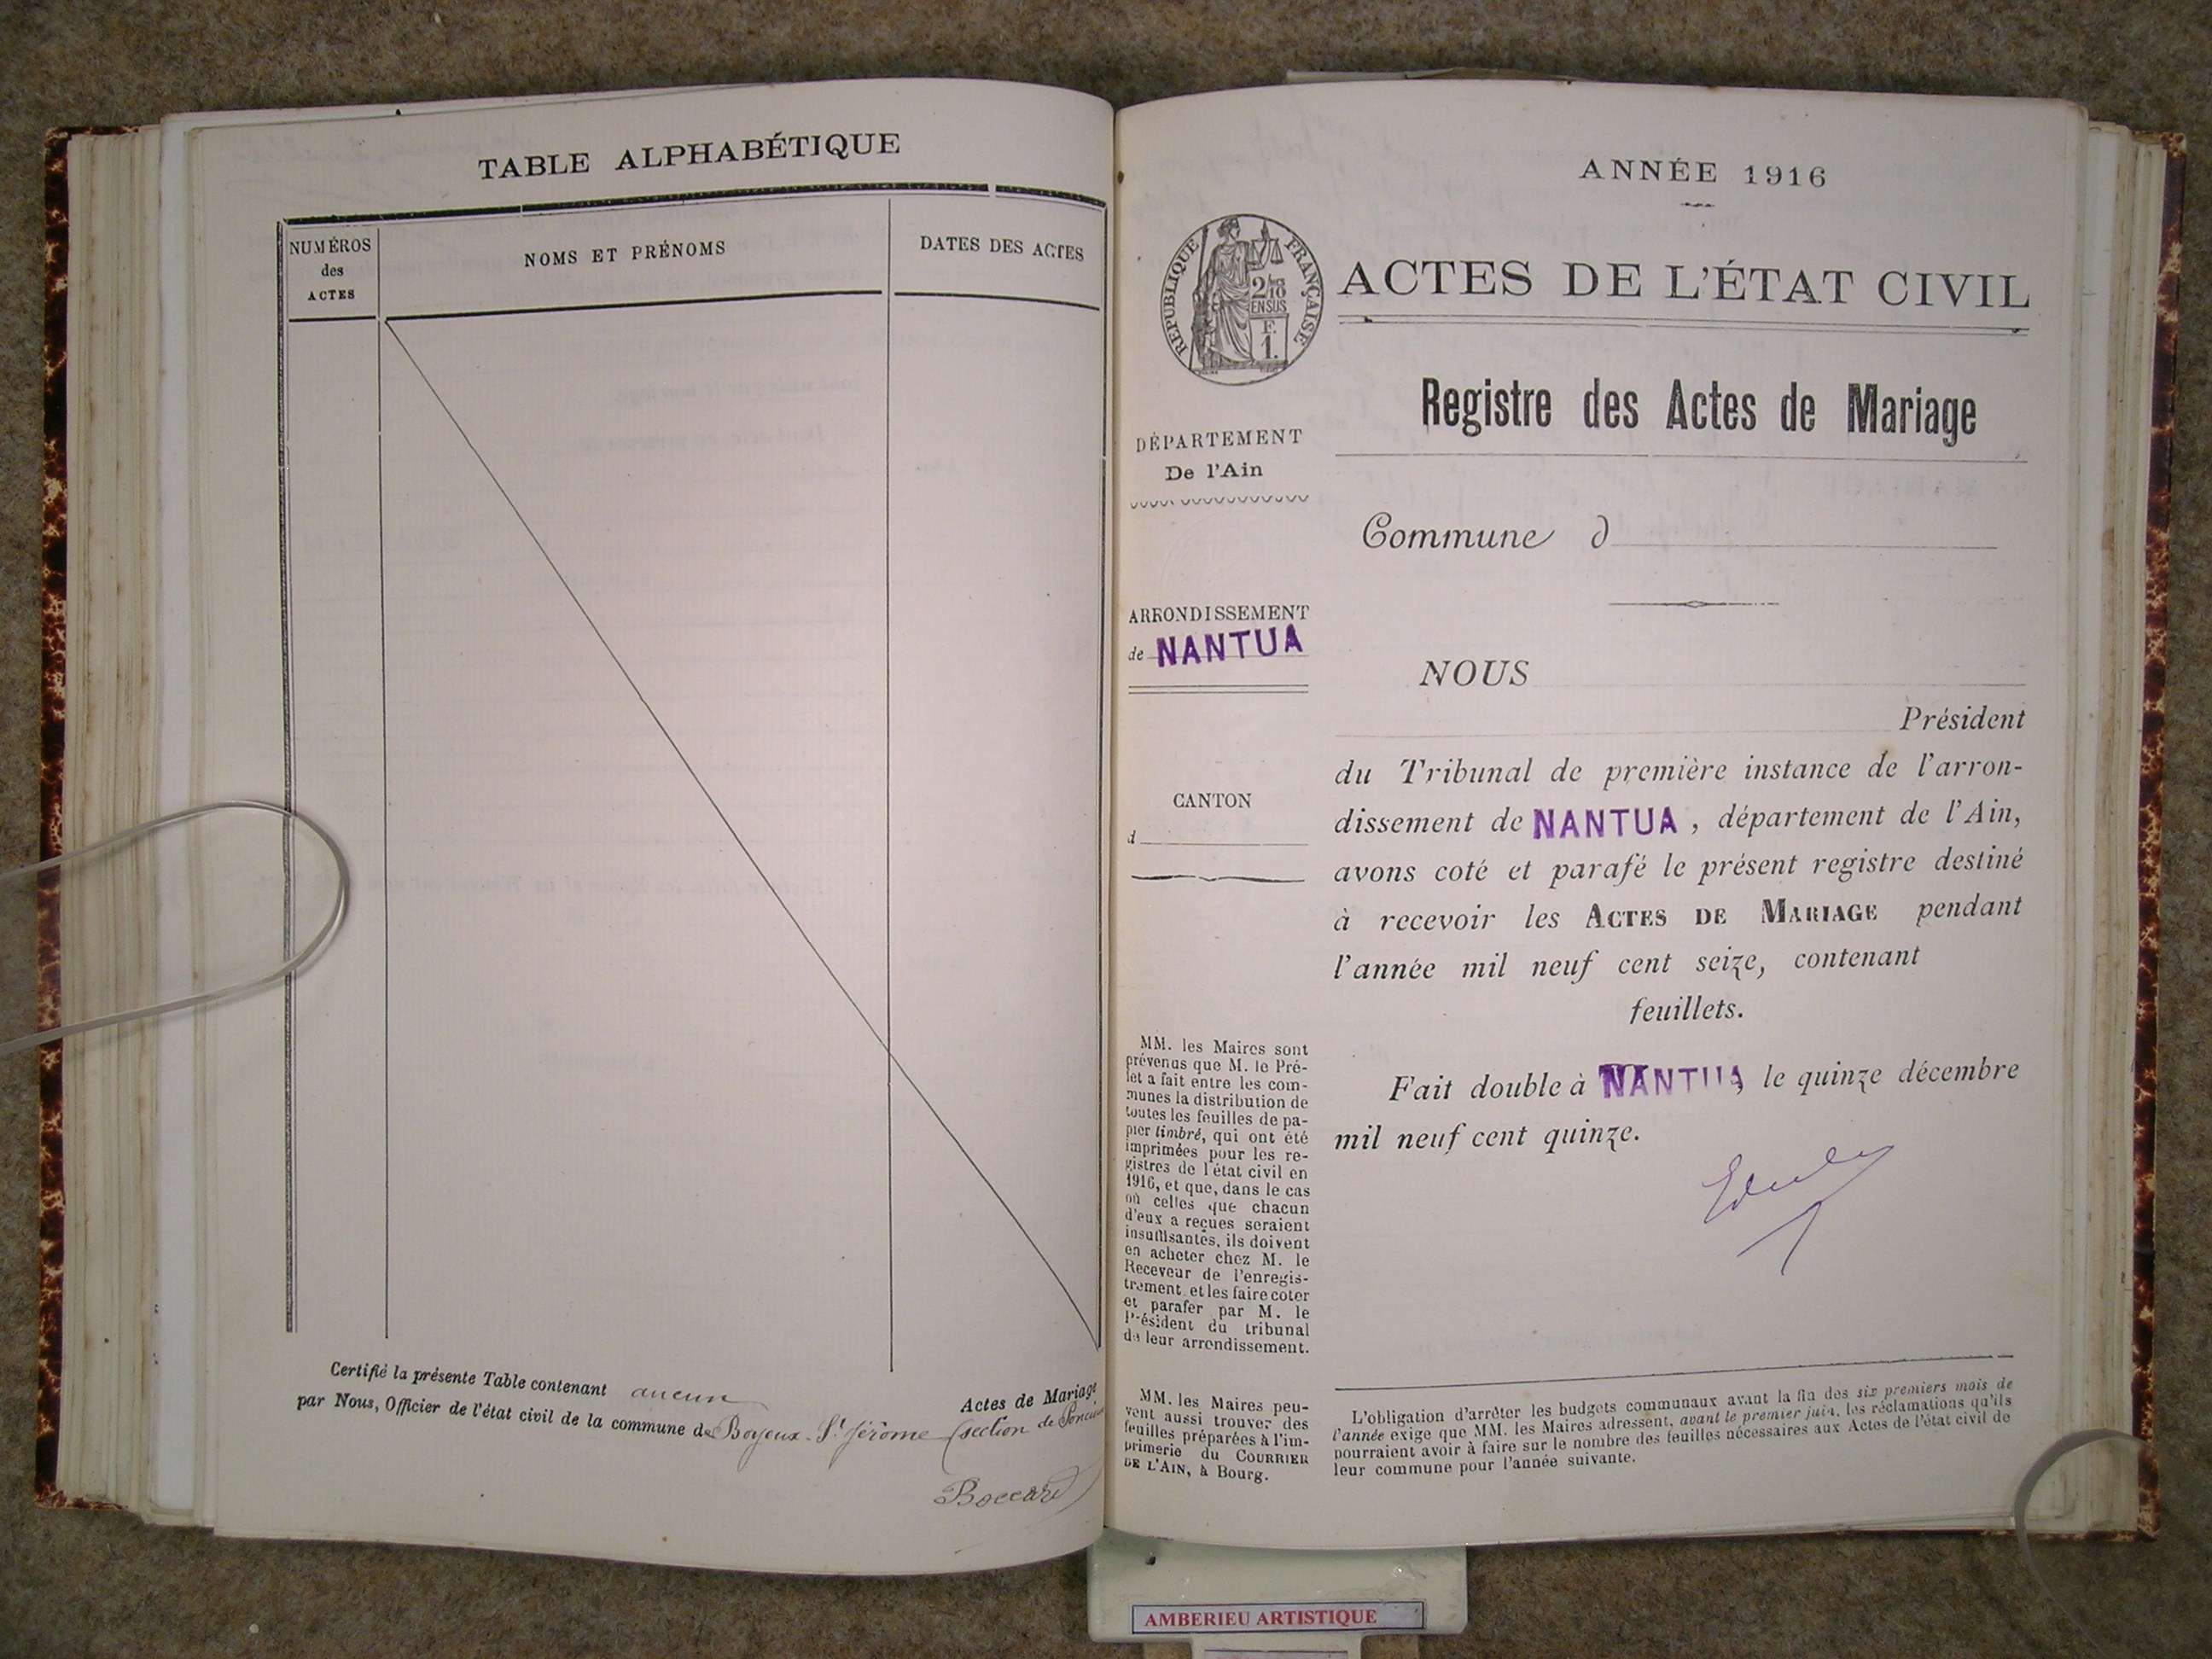 TABLE ALPHABÉTIQUE
NUMÉROS
des
ACTES
NOMS ET PRÉNOMS
DATES DES ACTES
Certifié la présente Table contenant aucun Actes de Mariage
par Nous, Officier de l'état civil de la commune de Boyeux-St Jérome (section de
Boccard
ANNÉE 1916
RÉPUBLIQUE FRANÇAISE
2/10
EN SUS
F.
1.
ACTES DE L'ÉTAT CIVIL
Registre des Actes de Mariage
DÉPARTEMENT
De l'Ain
Commune d
ARRONDISSEMENT
de NANTUA
CANTON
d
NOUS
Président
du Tribunal de première instance de l'arron-
dissement de NANTUA, département de l'Ain,
avons coté et parafé le présent registre destiné
à recevoir les ACTES DE MARIAGE pendant
l'année mil neuf cent seize, contenant
feuillets.
Fait double à NANTUA, le quinze décembre
mil neuf cent quinze.
MM. les Maires sont
prévenus que M. le Pré-
fet a fait entre les com-
munes la distribution de
toutes les feuilles de pa-
pier timbré, qui ont été
imprimées pour les re-
gistres de l'état civil en
1916, et que, dans le cas
où celles que chacun
d'eux a reçues seraient
insuffisantes, ils doivent
en acheter chez M. le
Receveur de l'enregis-
trement et les faire coter
et parafer par M. le
Président du tribunal
de leur arrondissement.
MM. les Maires peu-
vent aussi trouver des
feuilles préparées à l'im-
primerie du COURRIER
DE L'AIN, à Bourg.
L'obligation d'arrêter les budgets communaux avant la fin des six premiers mois de
l'année exige que MM. les Maires adressent, avant le premier juin, les réclamations qu'ils
pourraient avoir à faire sur le nombre des feuilles nécessaires aux Actes de l'état civil de
leur commune pour l'année suivante.
AMBERIEU ARTISTIQUE